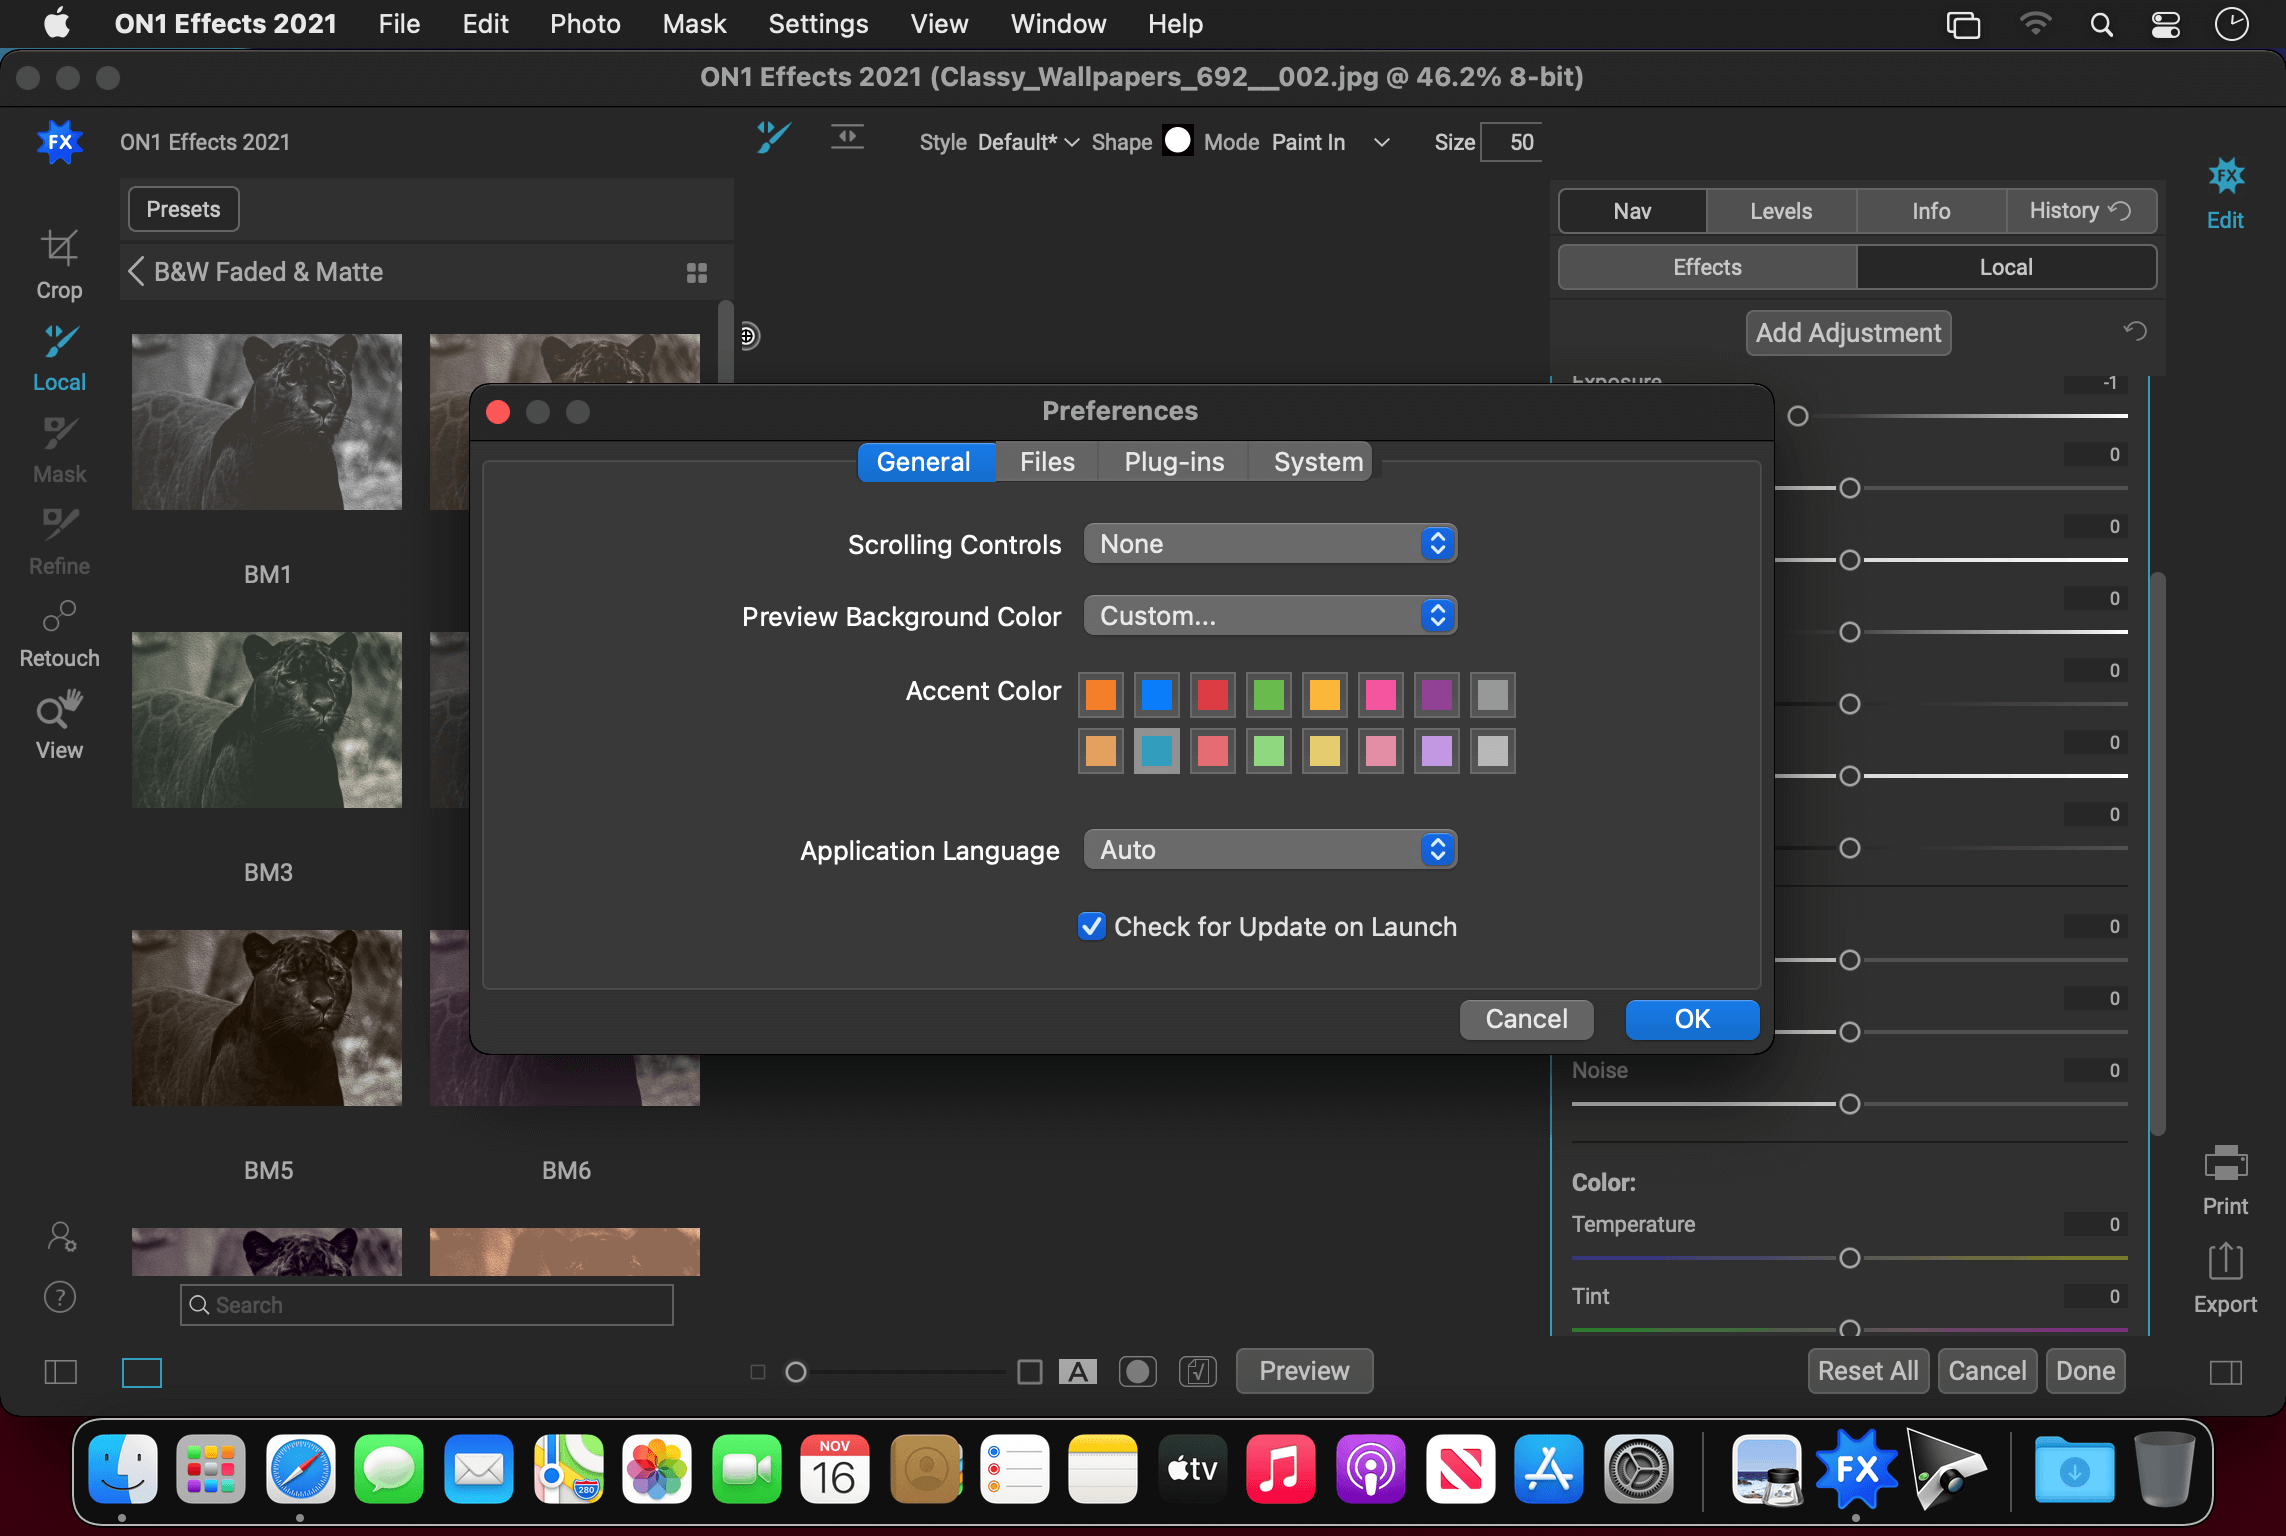 ON1 Effects 2021 File Edit Photo Mask Settings View Window Help
ON1 Effects 2021 (Classy_Wallpapers_692__002.jpg @ 46.2% 8-bit)
FX ON1 Effects 2021 Style Default* Shape Mode Paint In Size 50
FX
Edit
Presets
B&W Faded & Matte
Crop
Local
Mask
Refine
Retouch
View
BM1
BM3
BM5 BM6
Search
Nav Levels Info History
Effects Local
Add Adjustment
Exposure -1
0
0
0
0
0
0
0
0
Noise 0
Color:
Temperature 0
Tint 0
Preferences
General Files Plug-ins System
Scrolling Controls None
Preview Background Color Custom...
Accent Color
Application Language Auto
Check for Update on Launch
Cancel OK
Print
Export
?
A Preview
Reset All Cancel Done
280
NOV
16
tv
FX